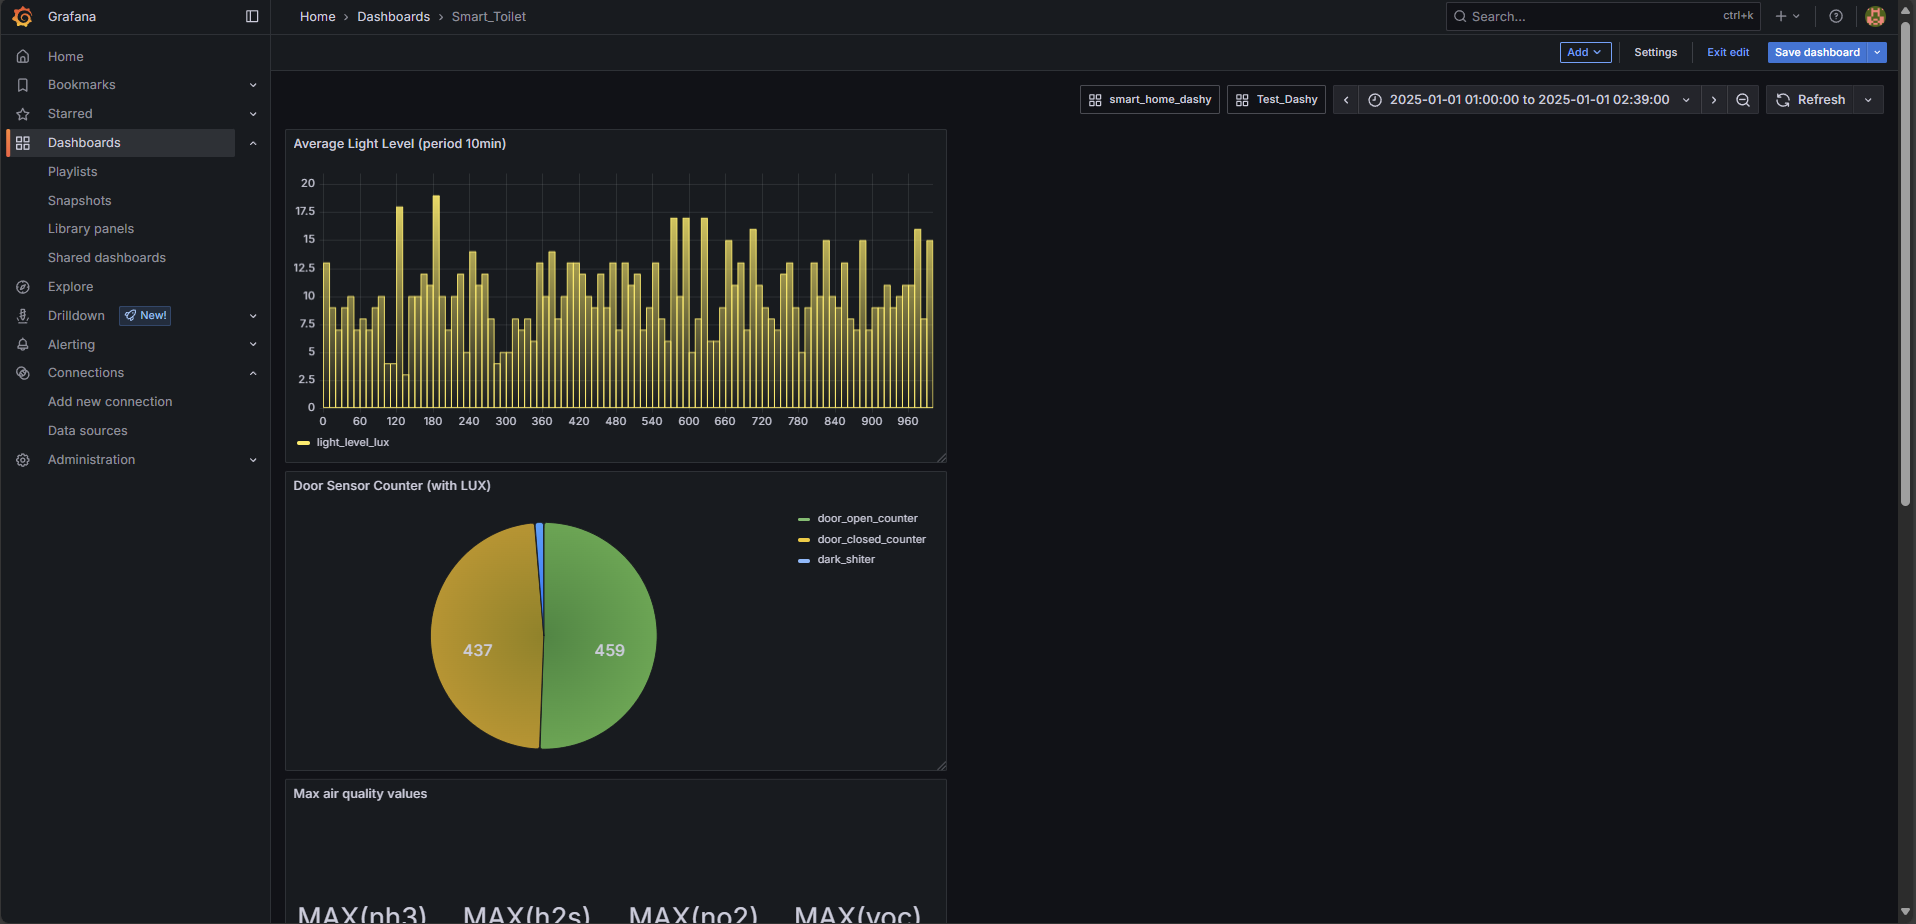 Grafana
Home › Dashboards › Smart_Toilet
Search...
ctrl+k
Home
Bookmarks
Starred
Dashboards
Playlists
Snapshots
Library panels
Shared dashboards
Explore
Drilldown New!
Alerting
Connections
Add new connection
Data sources
Administration
Add
Settings
Exit edit
Save dashboard
smart_home_dashy
Test_Dashy
2025-01-01 01:00:00 to 2025-01-01 02:39:00
Refresh
Average Light Level (period 10min)
20
17.5
15
12.5
10
7.5
5
2.5
0
0 60 120 180 240 300 360 420 480 540 600 660 720 780 840 900 960
light_level_lux
Door Sensor Counter (with LUX)
door_open_counter
door_closed_counter
dark_shiter
437
459
Max air quality values
MAX(nh3) MAX(h2s) MAX(no2) MAX(voc)